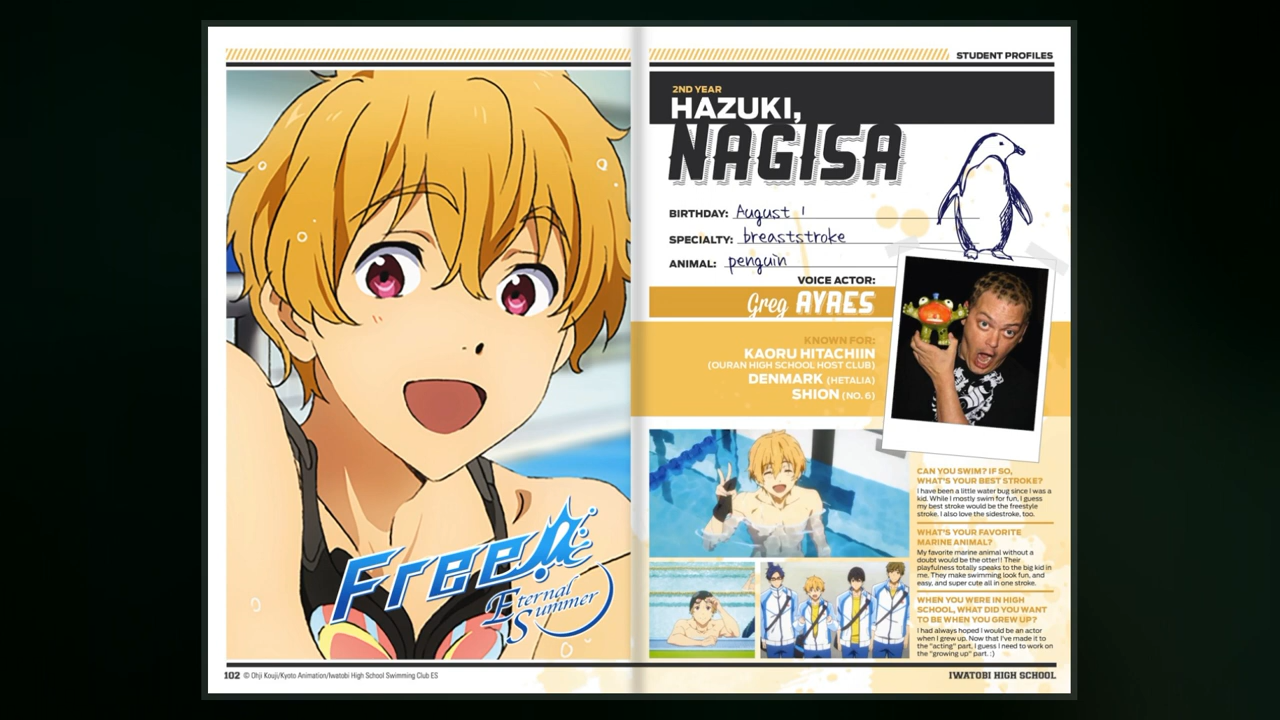 STUDENT PROFILES
2ND YEAR
HAZUKI,
NAGISA
BIRTHDAY: August 1
SPECIALTY: breaststroke
ANIMAL: penguin
VOICE ACTOR:
Greg AYRES
KNOWN FOR:
KAORU HITACHIIN
(OURAN HIGH SCHOOL HOST CLUB)
DENMARK (HETALIA)
SHION (NO. 6)
CAN YOU SWIM? IF SO,
WHAT'S YOUR BEST STROKE?
I have been a little water bug since I was a
kid. While I mostly swim for fun, I guess
my best stroke would be the freestyle
stroke. I also love the sidestroke, too.
WHAT'S YOUR FAVORITE
MARINE ANIMAL?
My favorite marine animal without a
doubt would be the otter!! Their
playfulness totally speaks to the big kid in
me. They make swimming look fun, and
easy, and super cute all in one stroke.
WHEN YOU WERE IN HIGH
SCHOOL, WHAT DID YOU WANT
TO BE WHEN YOU GREW UP?
I had always hoped I would be an actor
when I grew up. Now that I've made it to
the "acting" part, I guess I need to work on
the "growing up" part. :)
Free!
Eternal
Summer
102 © Ohji Kouji/Kyoto Animation/Iwatobi High School Swimming Club ES
IWATOBI HIGH SCHOOL